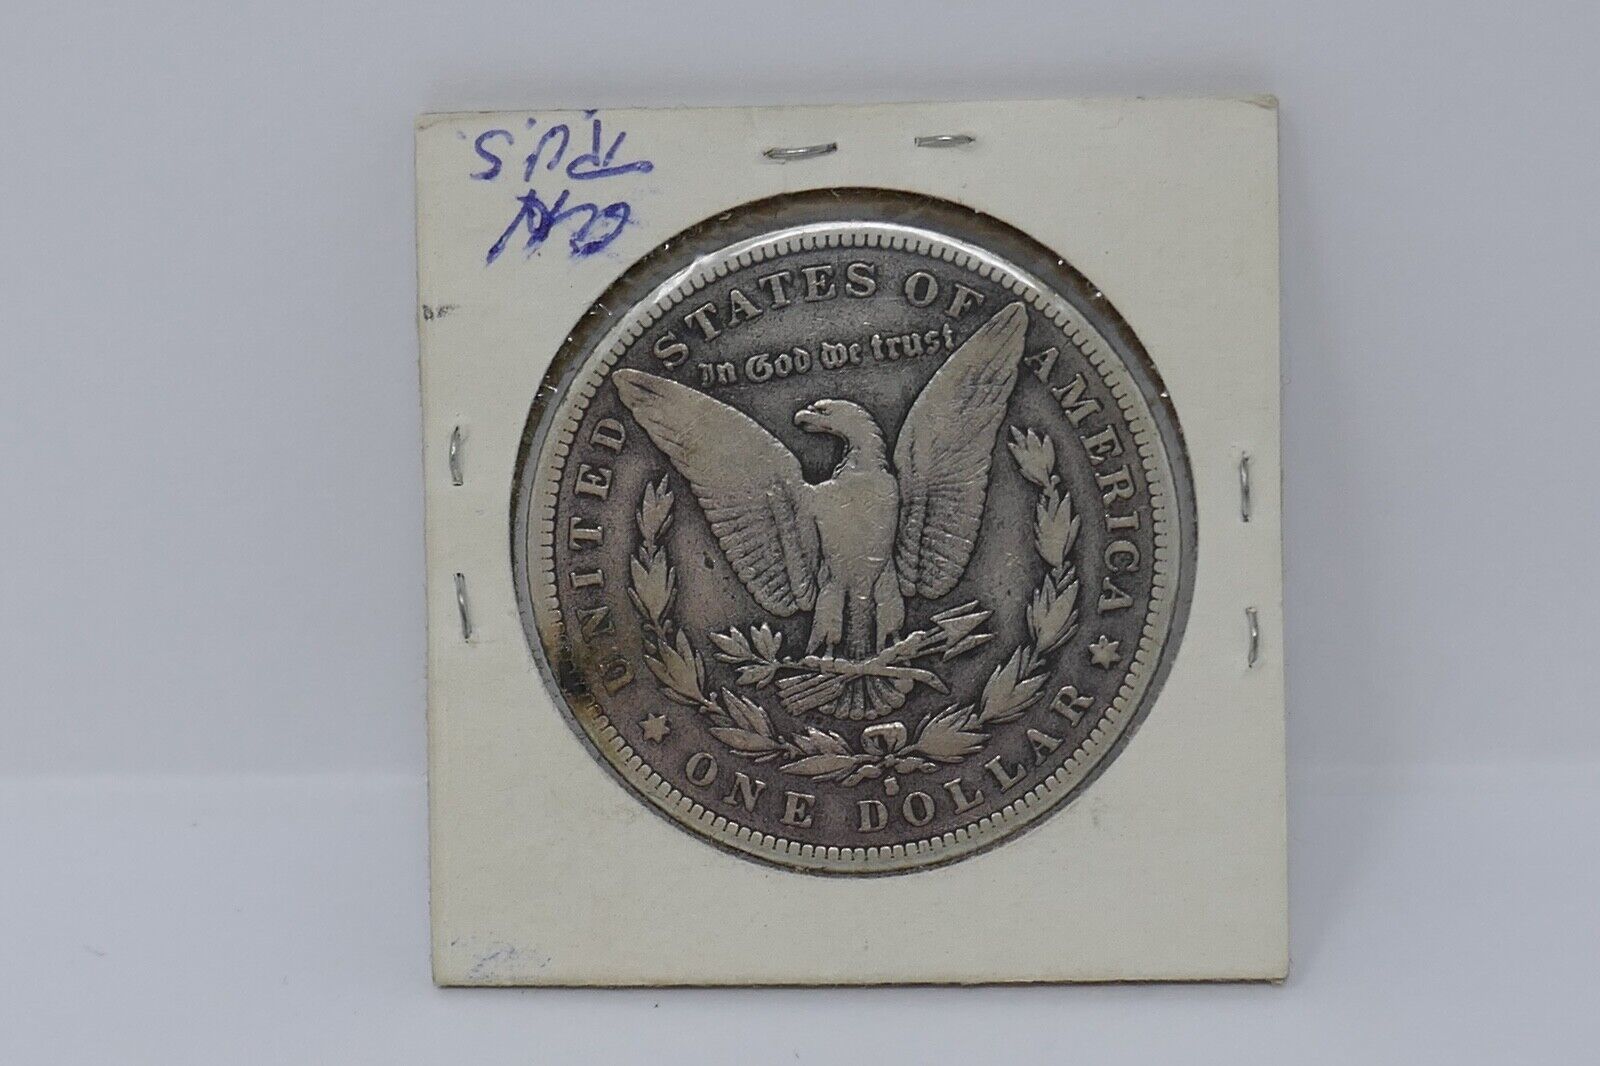 UNITED STATES OF AMERICA
In God we trust
S
ONE DOLLAR